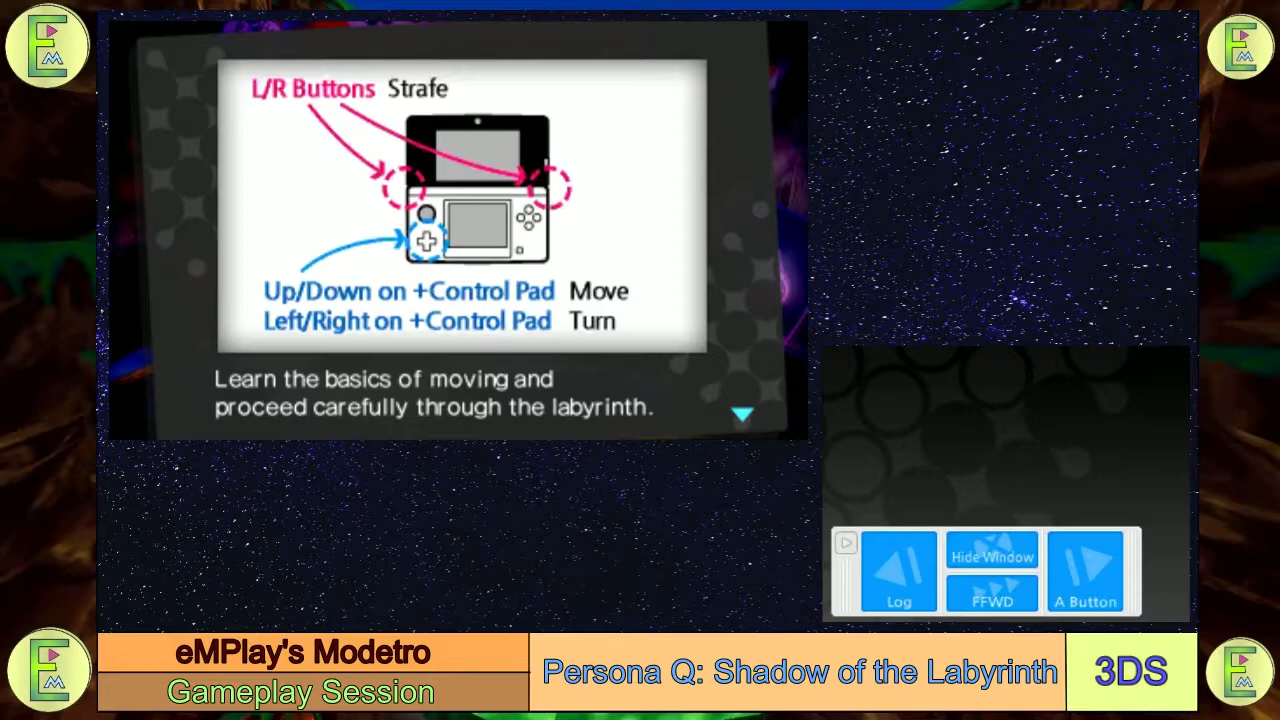 L/R Buttons Strafe
Up/Down on +Control Pad Move
Left/Right on +Control Pad Turn
Learn the basics of moving and
proceed carefully through the labyrinth.
Log
Hide Window
FFWD
A Button
eMPlay's Modetro
Gameplay Session
Persona Q: Shadow of the Labyrinth
3DS